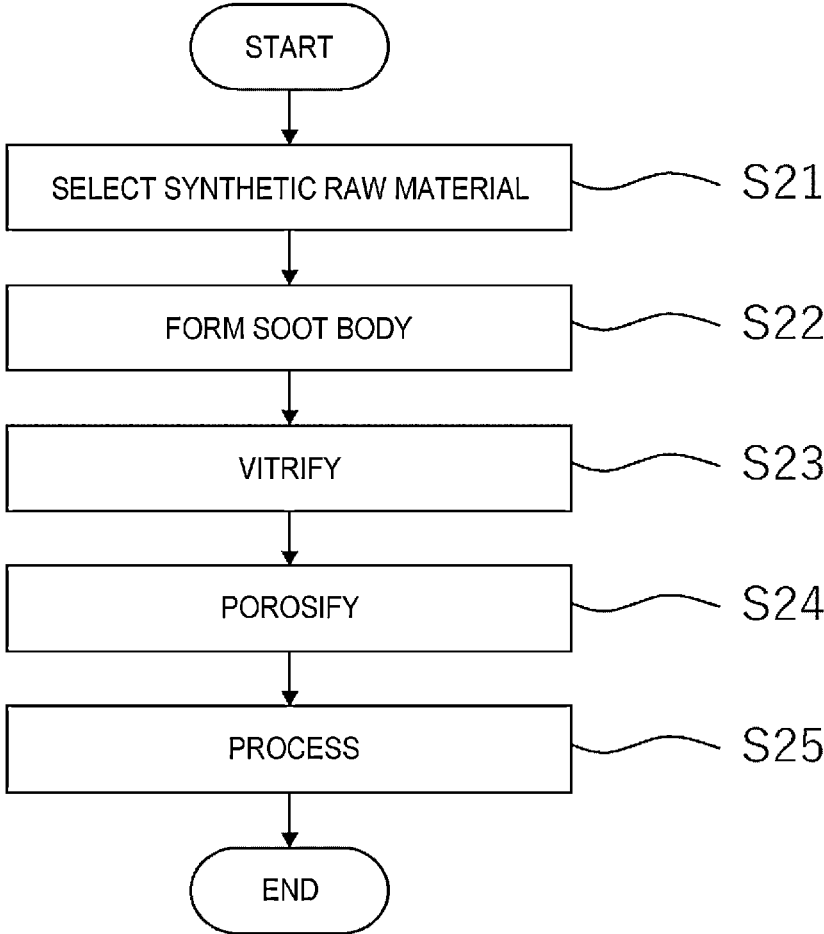 START
SELECT SYNTHETIC RAW MATERIAL
S21
FORM SOOT BODY
S22
VITRIFY
S23
POROSIFY
S24
PROCESS
S25
END